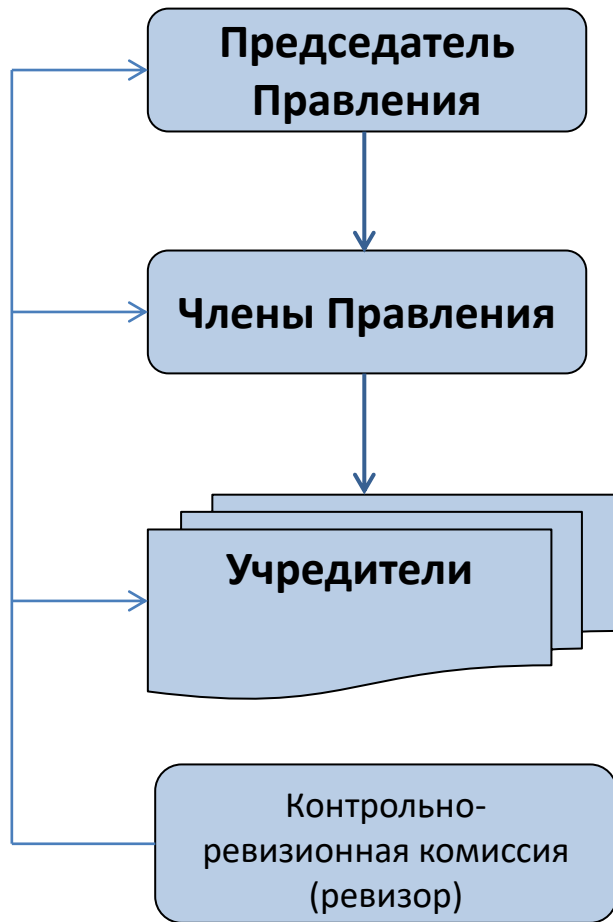 Председатель
Правления
Члены Правления
Учредители
Контрольно-
ревизионная комиссия
(ревизор)